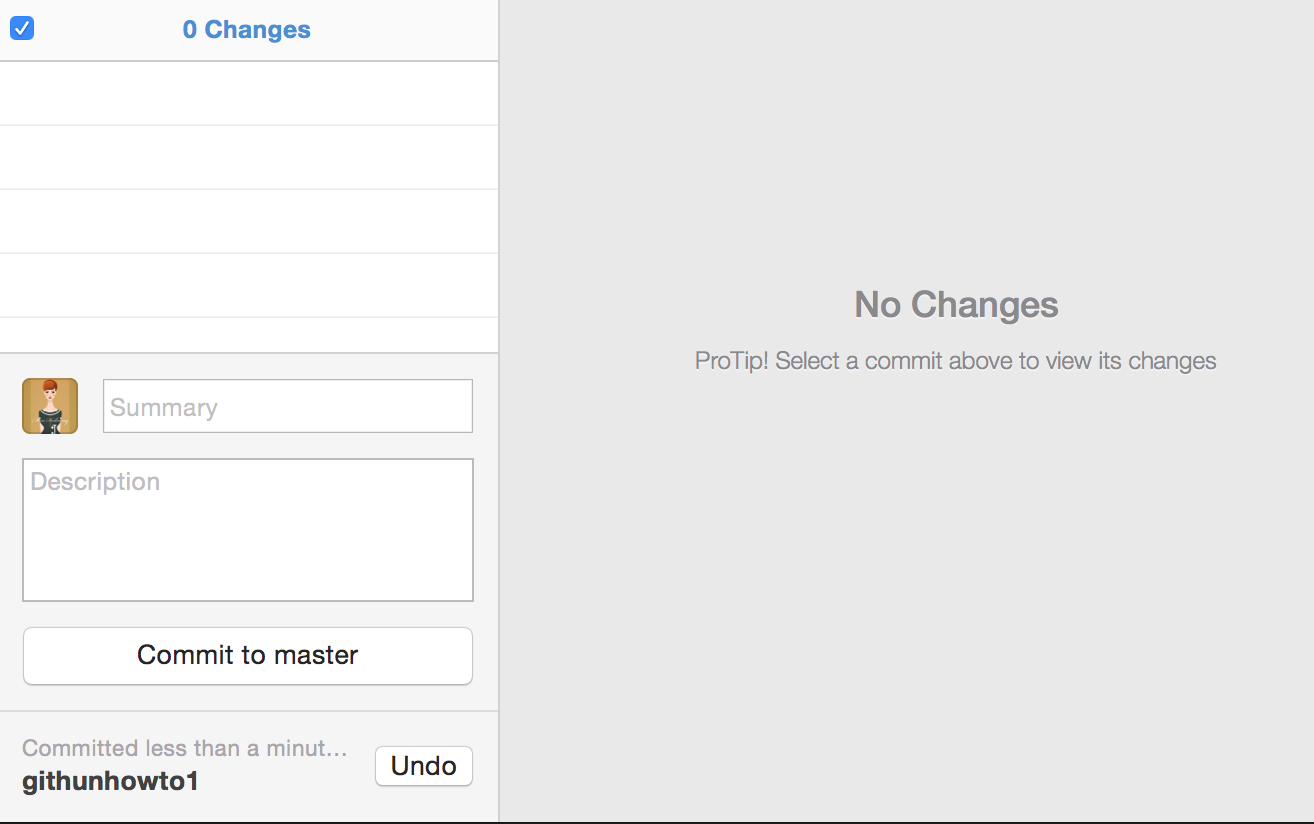 0 Changes
No Changes
ProTip! Select a commit above to view its changes
Summary
Description
Commit to master
Committed less than a minut...
githunhowto1
Undo